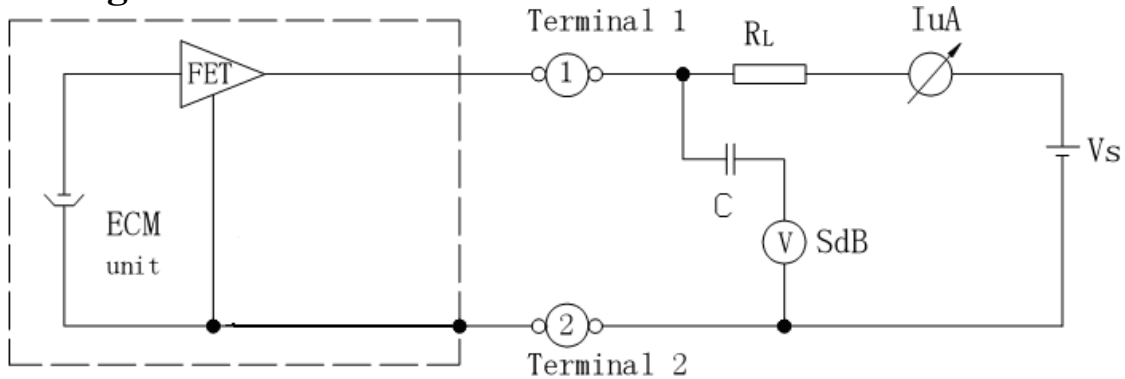 Terminal 1
IuA
RL
FET
1
Vs
C
ECM
unit
V
SdB
2
Terminal 2